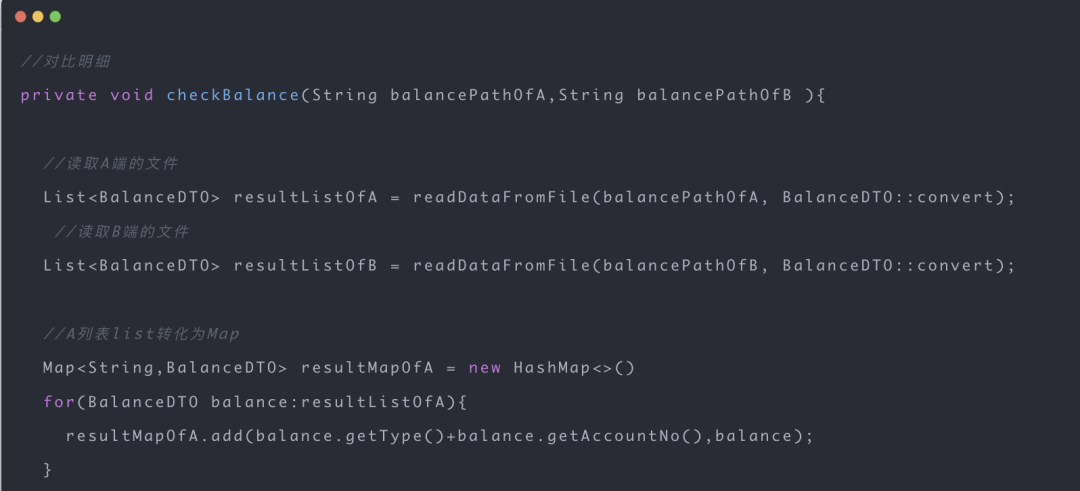 //对比明细
private void checkBalance(String balancePathOfA,String balancePathOfB ){
//读取A端的文件
List<BalanceDTO> resultListOfA = readDataFromFile(balancePathOfA, BalanceDTO::convert);
//读取B端的文件
List<BalanceDTO> resultListOfB = readDataFromFile(balancePathOfB, BalanceDTO::convert);
//A列表list转化为Map
Map<String,BalanceDTO> resultMapOfA = new HashMap<>()
for(BalanceDTO balance:resultListOfA){
resultMapOfA.add(balance.getType()+balance.getAccountNo(),balance);
}